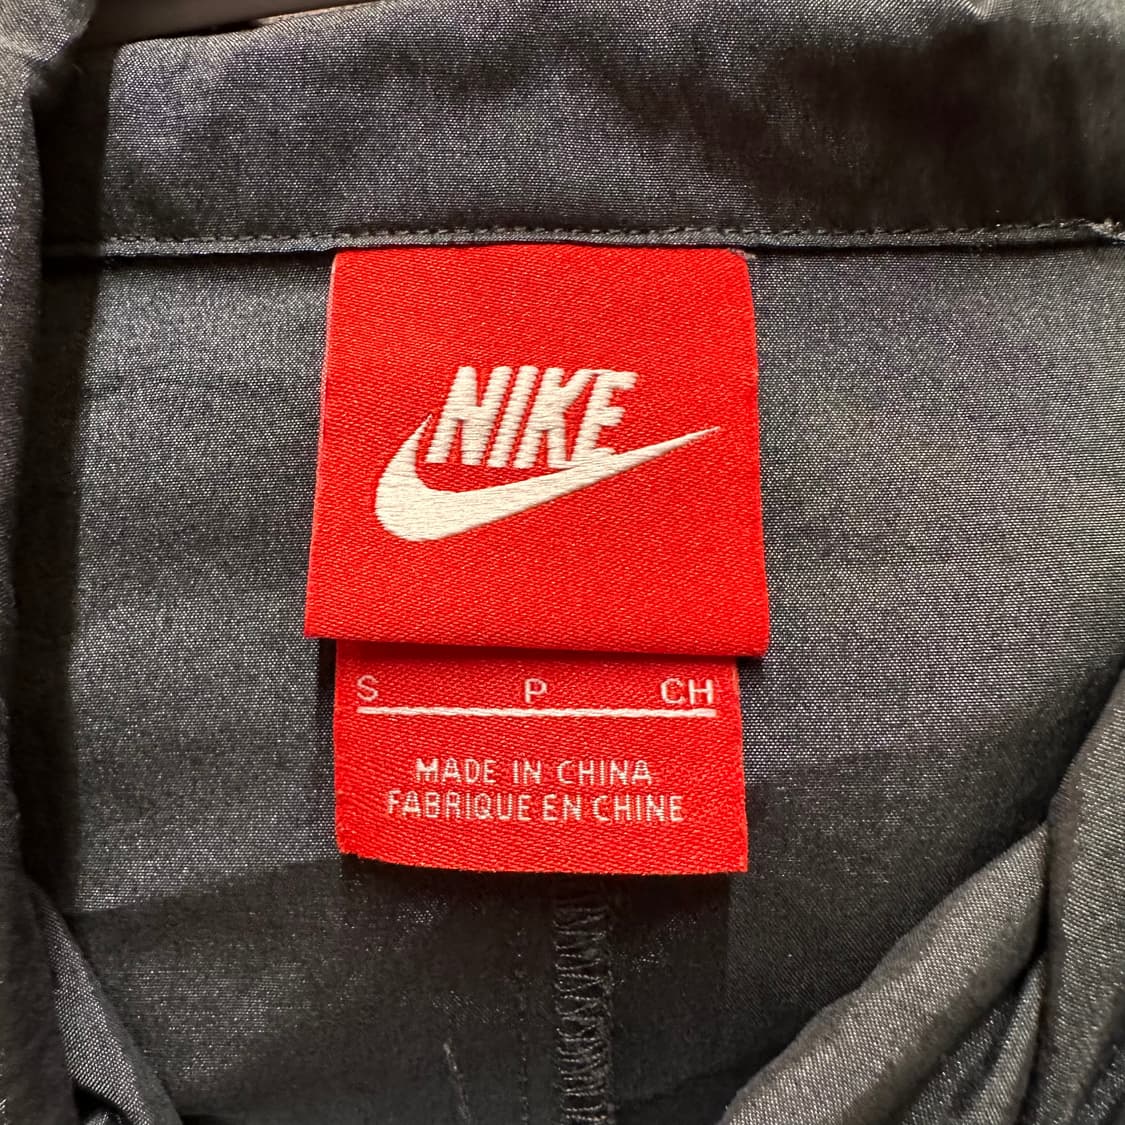 NIKE
S P CH
MADE IN CHINA
FABRIQUE EN CHINE